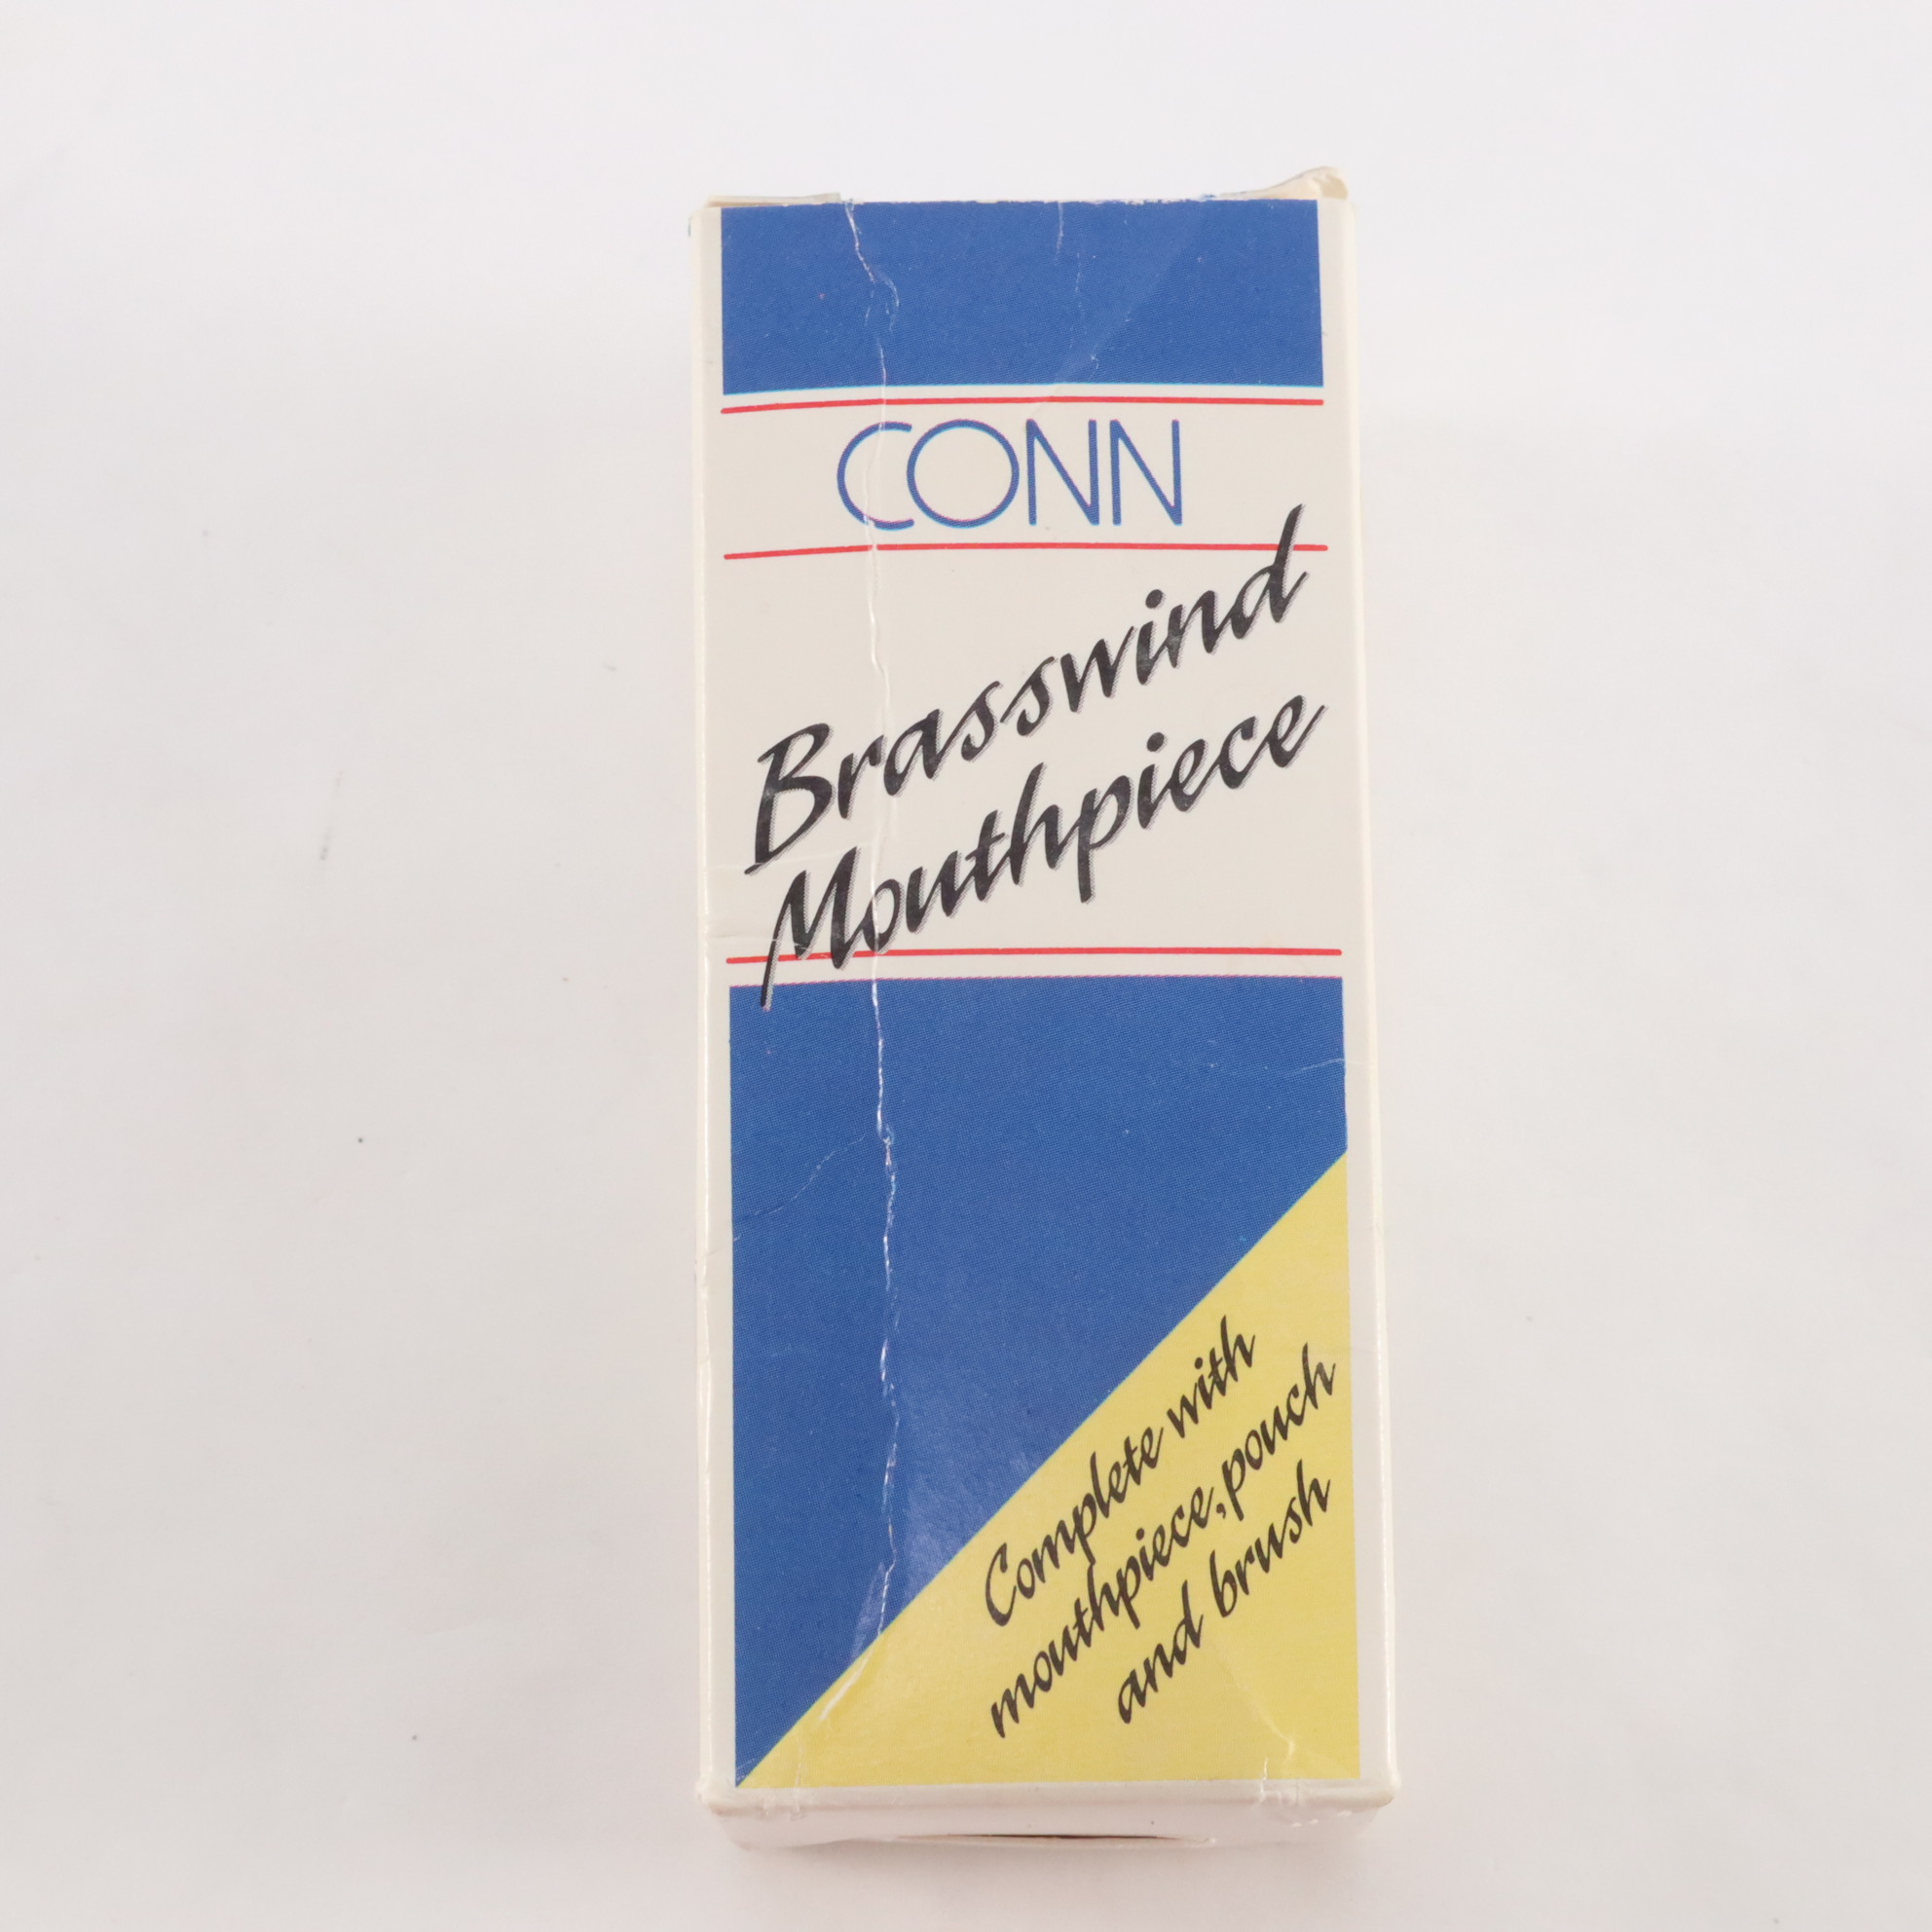 CONN
Brasswind
Mouthpiece
Complete with
mouthpiece, pouch
and brush